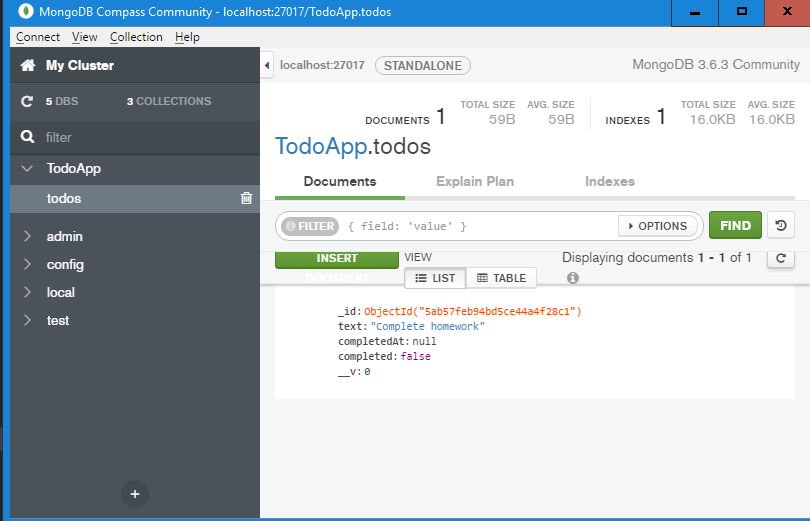 MongoDB Compass Community - localhost:27017/TodoApp.todos
Connect View Collection Help
My Cluster
5 DBS 3 COLLECTIONS
filter
TodoApp
todos
admin
config
local
test
+
localhost:27017 STANDALONE MongoDB 3.6.3 Community
DOCUMENTS 1 TOTAL SIZE 59B AVG. SIZE 59B INDEXES 1 TOTAL SIZE 16.0KB AVG. SIZE 16.0KB
TodoApp.todos
Documents Explain Plan Indexes
FILTER { field: 'value' } OPTIONS FIND
INSERT DOCUMENT VIEW LIST TABLE Displaying documents 1 - 1 of 1
_id: ObjectId("5ab57feb94bd5ce44a4f28c1")
text: "Complete homework"
completedAt: null
completed: false
__v: 0